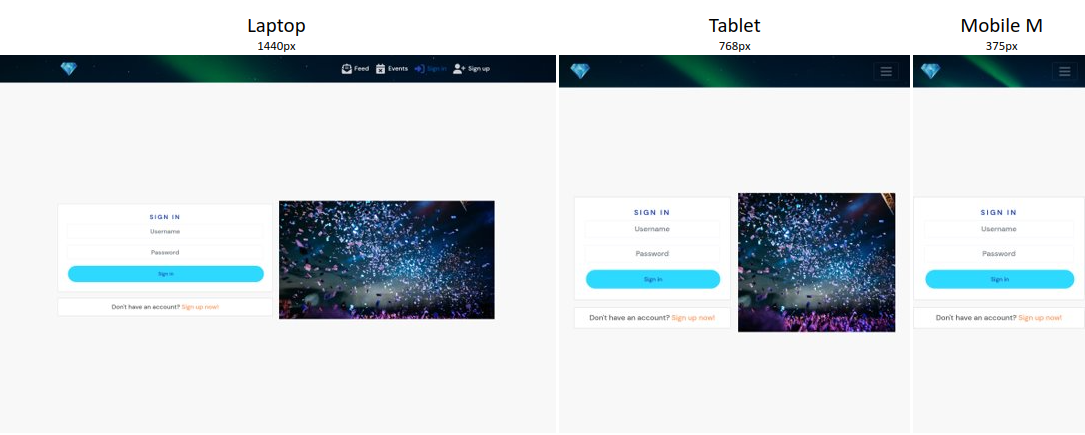 Laptop
1440px
Feed Events Sign in Sign up
SIGN IN
Username
Password
Sign in
Don't have an account? Sign up now!
Tablet
768px
SIGN IN
Username
Password
Sign in
Don't have an account? Sign up now!
Mobile M
375px
SIGN IN
Username
Password
Sign in
Don't have an account? Sign up now!